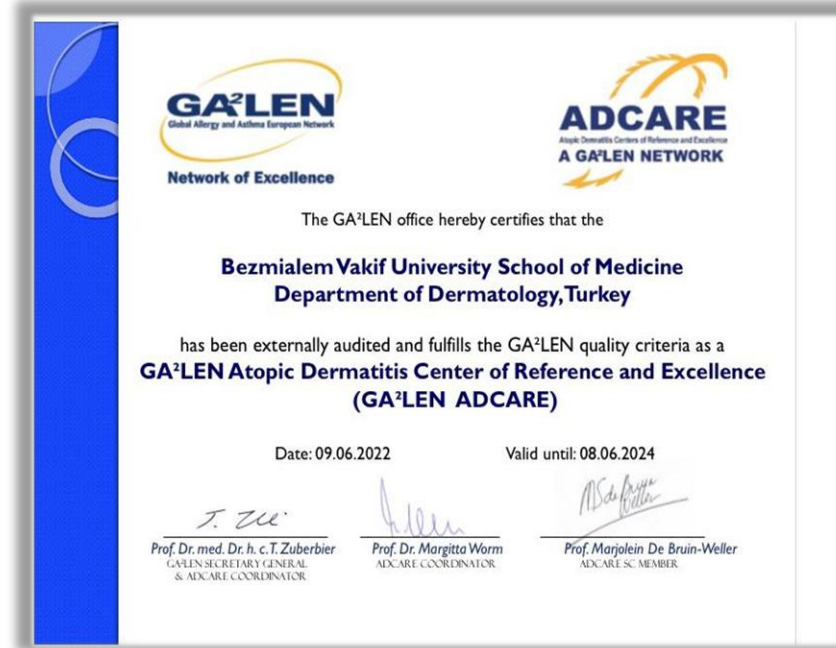 GA²LEN
Global Allergy and Asthma European Network
Network of Excellence
ADCARE
Atopic Dermatitis Centers of Reference and Excellence
A GA²LEN NETWORK
The GA²LEN office hereby certifies that the
Bezmialem Vakif University School of Medicine
Department of Dermatology, Turkey
has been externally audited and fulfills the GA²LEN quality criteria as a
GA²LEN Atopic Dermatitis Center of Reference and Excellence
(GA²LEN ADCARE)
Date: 09.06.2022 Valid until: 08.06.2024
Prof. Dr. med. Dr. h. c. T. Zuberbier
GA²LEN SECRETARY GENERAL
& ADCARE COORDINATOR
Prof. Dr. Margitta Worm
ADCARE COORDINATOR
MS de Bruin
Weller
Prof. Marjolein De Bruin-Weller
ADCARE SC MEMBER